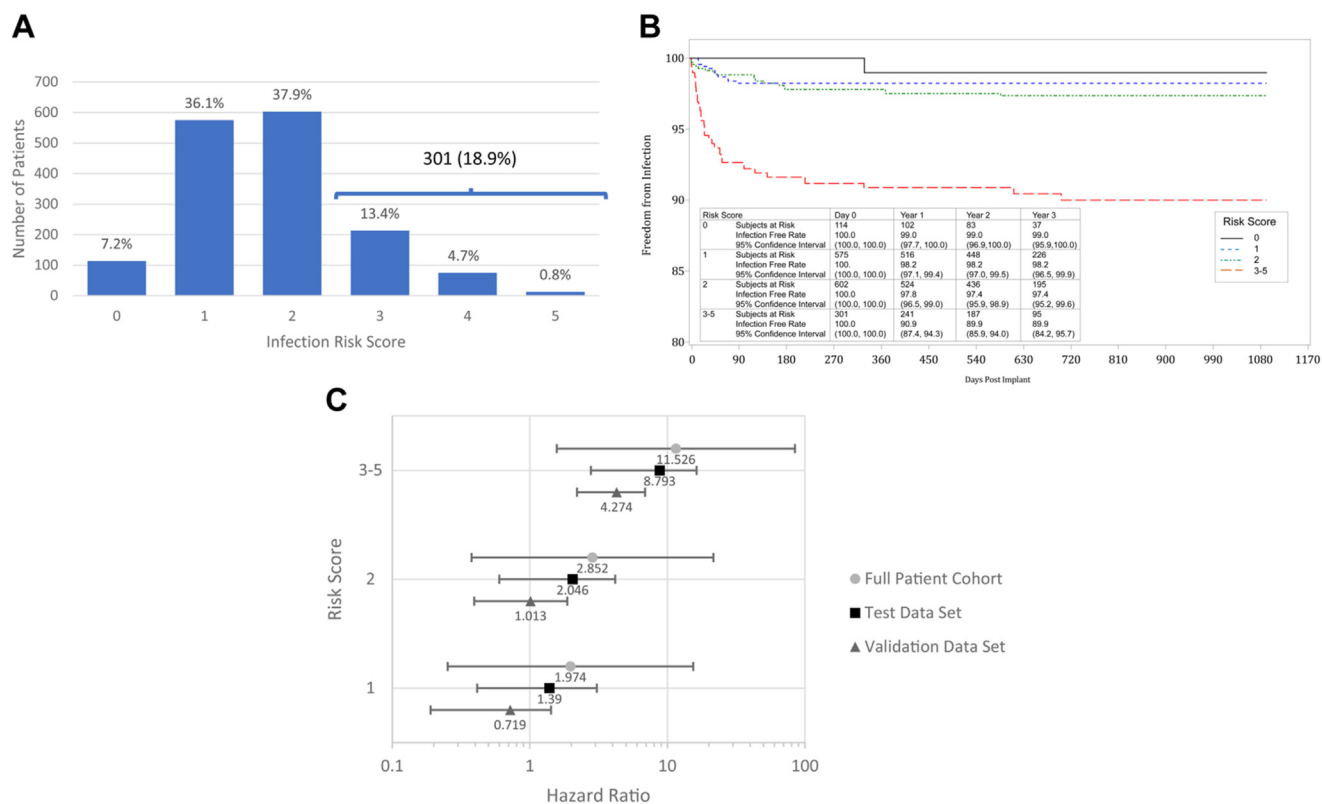 A
700
600
500
400
300
200
100
0
Number of Patients
7.2%
36.1%
37.9%
301 (18.9%)
13.4%
4.7%
0.8%
0 1 2 3 4 5
Infection Risk Score
B
100
95
90
85
80
Freedom from Infection
Risk Score Day 0 Year 1 Year 2 Year 3
0 Subjects at Risk 114 102 83 37
Infection Free Rate 100.0 99.0 99.0 99.0
95% Confidence Interval (100.0, 100.0) (97.7, 100.0) (96.9,100.0) (95.9,100.0)
1 Subjects at Risk 575 516 448 226
Infection Free Rate 100. 98.2 98.2 98.2
95% Confidence Interval (100.0, 100.0) (97.1, 99.4) (97.0, 99.5) (96.5, 99.9)
2 Subjects at Risk 602 524 436 195
Infection Free Rate 100.0 97.8 97.4 97.4
95% Confidence Interval (100.0, 100.0) (96.5, 99.0) (95.9, 98.9) (95.2, 99.6)
3-5 Subjects at Risk 301 241 187 95
Infection Free Rate 100.0 90.9 89.9 89.9
95% Confidence Interval (100.0, 100.0) (87.4, 94.3) (85.9, 94.0) (84.2, 95.7)
Risk Score
0
1
2
3-5
0 90 180 270 360 450 540 630 720 810 900 990 1080 1170
Days Post Implant
C
Risk Score
3-5
11.526
8.793
4.274
2
2.852
2.046
1.013
1
1.974
1.39
0.719
0.1 1 10 100
Hazard Ratio
Full Patient Cohort
Test Data Set
Validation Data Set